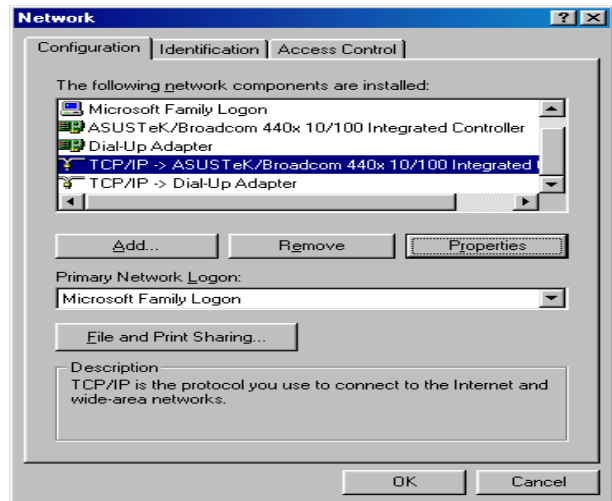 Network
Configuration Identification Access Control
The following network components are installed:
Microsoft Family Logon
ASUSTeK/Broadcom 440x 10/100 Integrated Controller
Dial-Up Adapter
TCP/IP -> ASUSTeK/Broadcom 440x 10/100 Integrated
TCP/IP -> Dial-Up Adapter
Add... Remove Properties
Primary Network Logon:
Microsoft Family Logon
File and Print Sharing...
Description
TCP/IP is the protocol you use to connect to the Internet and
wide-area networks.
OK Cancel